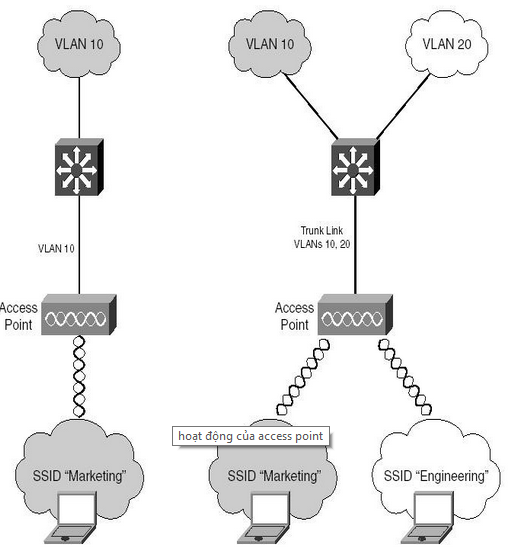 VLAN 10
VLAN 10
VLAN 20
VLAN 10
Trunk Link
VLANs 10, 20
Access
Point
Access
Point
hoạt động của access point
SSID “Marketing”
SSID “Marketing”
SSID “Engineering”